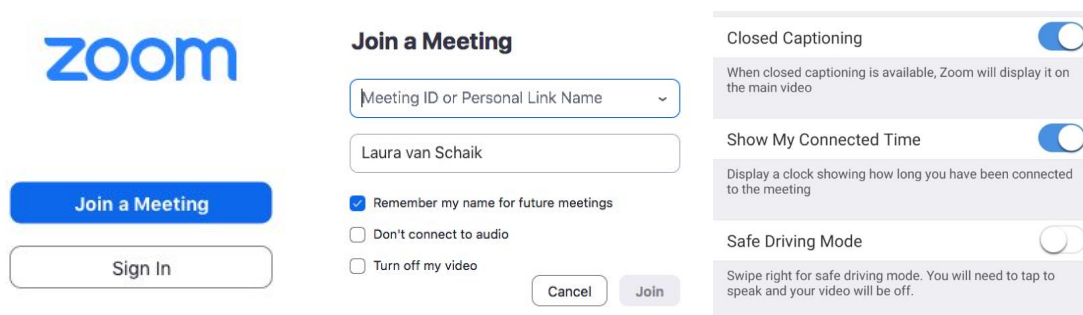 zoom
Join a Meeting
Sign In
Join a Meeting
Meeting ID or Personal Link Name
Laura van Schaik
Remember my name for future meetings
Don't connect to audio
Turn off my video
Cancel
Join
Closed Captioning
When closed captioning is available, Zoom will display it on
the main video
Show My Connected Time
Display a clock showing how long you have been connected
to the meeting
Safe Driving Mode
Swipe right for safe driving mode. You will need to tap to
speak and your video will be off.